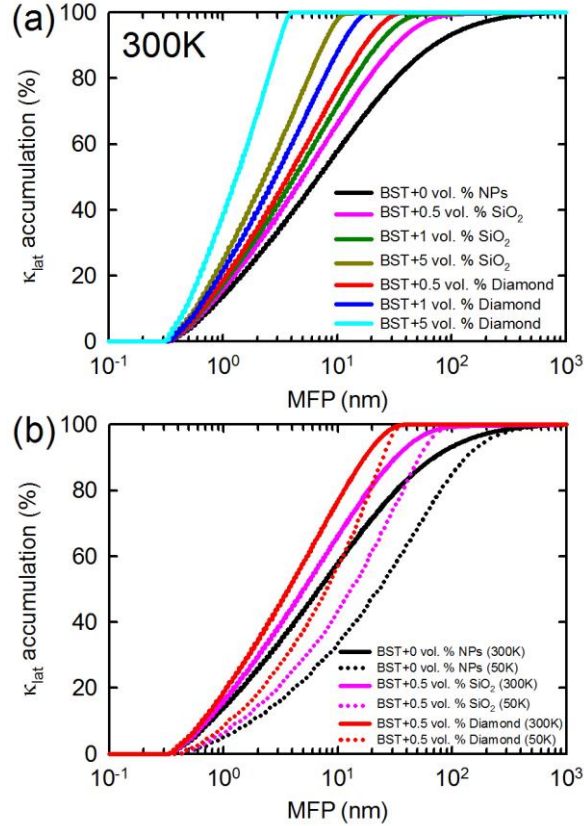 (a)
300K
κlat accumulation (%)
100
80
60
40
20
0
BST+0 vol. % NPs
BST+0.5 vol. % SiO2
BST+1 vol. % SiO2
BST+5 vol. % SiO2
BST+0.5 vol. % Diamond
BST+1 vol. % Diamond
BST+5 vol. % Diamond
10-1 100 101 102 103
MFP (nm)
(b)
κlat accumulation (%)
100
80
60
40
20
0
BST+0 vol. % NPs (300K)
BST+0 vol. % NPs (50K)
BST+0.5 vol. % SiO2 (300K)
BST+0.5 vol. % SiO2 (50K)
BST+0.5 vol. % Diamond (300K)
BST+0.5 vol. % Diamond (50K)
10-1 100 101 102 103
MFP (nm)